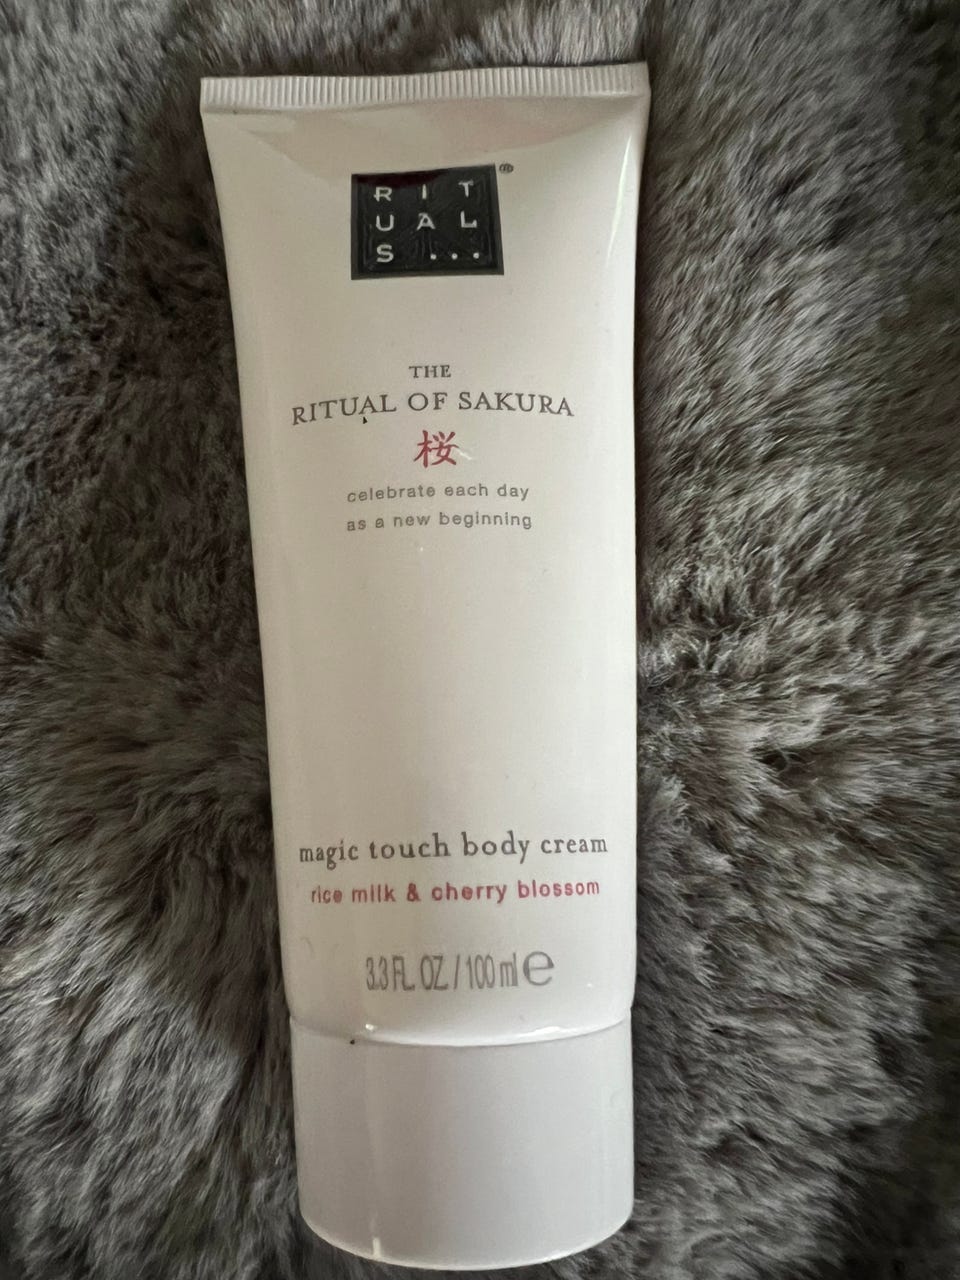 RIT
UAL
S...
®
THE
RITUAL OF SAKURA
桜
celebrate each day
as a new beginning
magic touch body cream
rice milk & cherry blossom
3.3 FL. OZ / 100 ml ℮